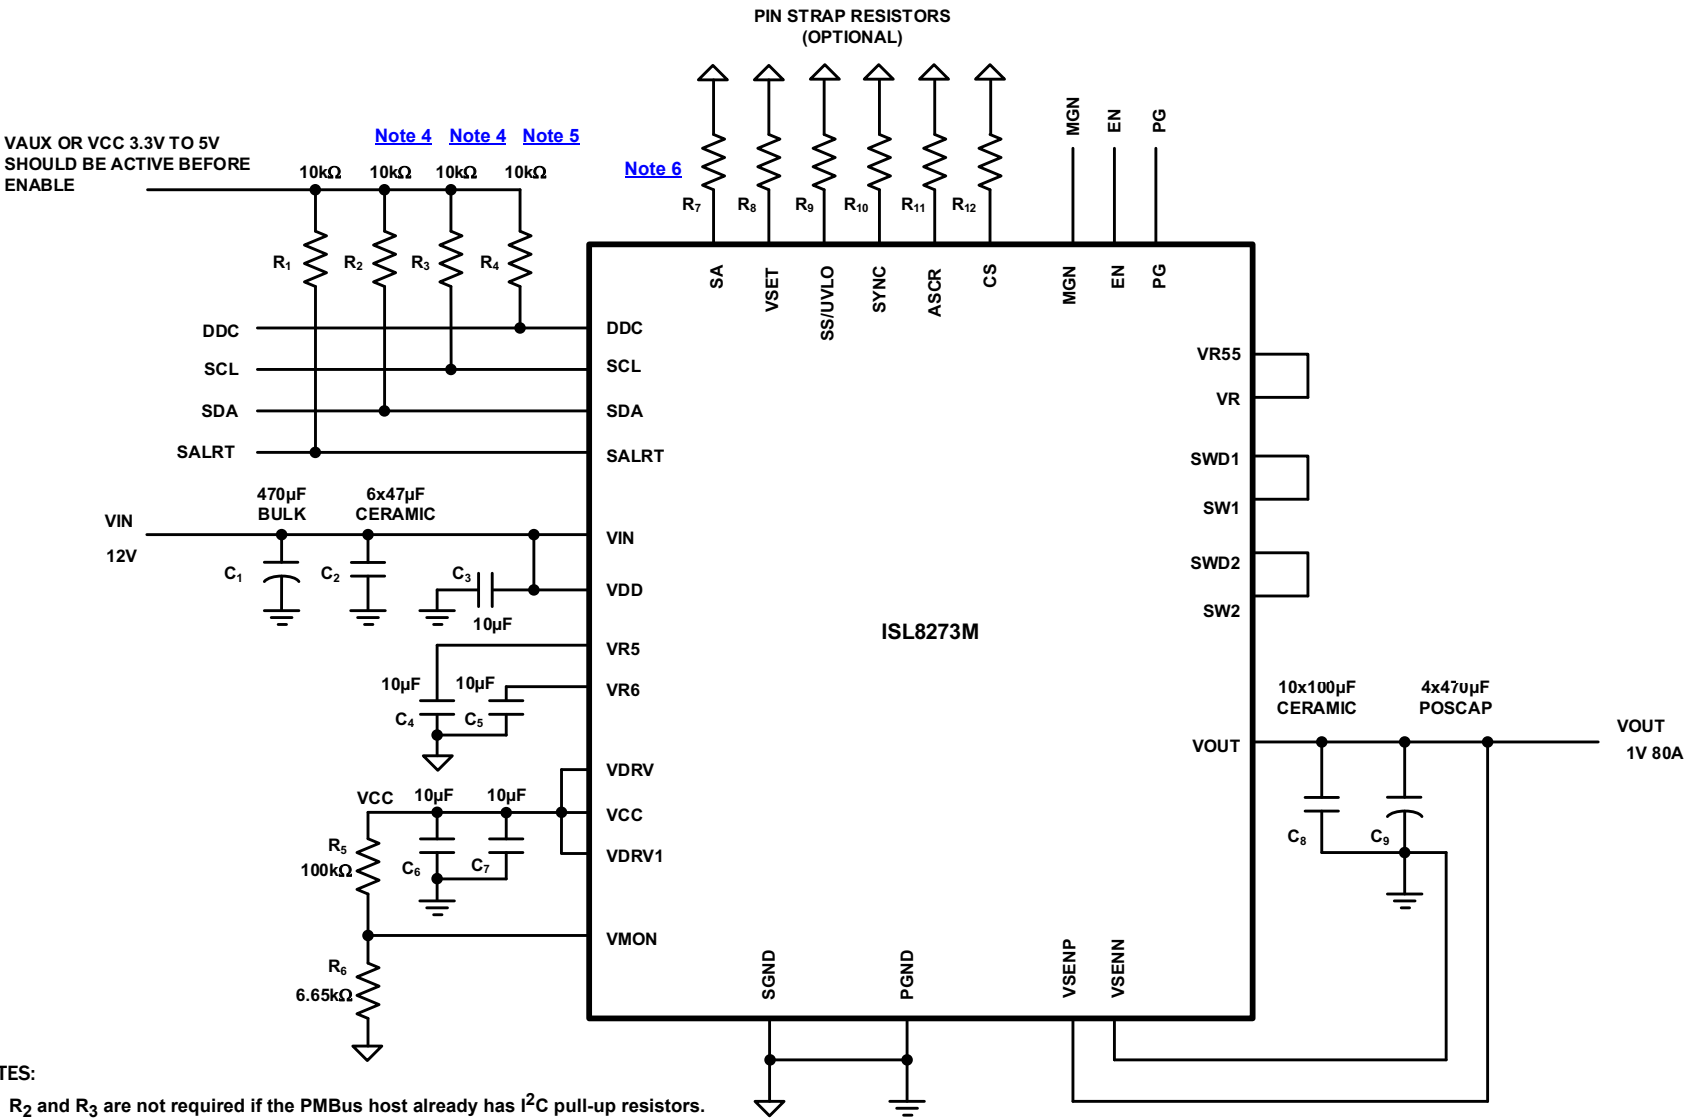 PIN STRAP RESISTORS
(OPTIONAL)
MGN
EN
PG
VAUX OR VCC 3.3V TO 5V
SHOULD BE ACTIVE BEFORE
ENABLE
Note 4 Note 4 Note 5
10kΩ 10kΩ 10kΩ 10kΩ
Note 6
R7 R8 R9 R10 R11 R12
R1 R2 R3 R4
SA
VSET
SS/UVLO
SYNC
ASCR
CS
MGN
EN
PG
DDC DDC
SCL SCL
SDA SDA
SALRT SALRT
VR55
VR
SWD1
SW1
SWD2
SW2
470µF
BULK
6x47µF
CERAMIC
VIN
12V
VIN
C1 C2 C3
10µF
VDD
ISL8273M
VR5
VR6
10µF 10µF
C4 C5
10x100µF
CERAMIC
4x470µF
POSCAP
VOUT
VOUT
1V 80A
C8 C9
VDRV
VCC 10µF 10µF
VCC
VDRV1
R5
100kΩ
C6 C7
VMON
R6
6.65kΩ
SGND
PGND
VSENP
VSENN
TES:
R2 and R3 are not required if the PMBus host already has I2C pull-up resistors.